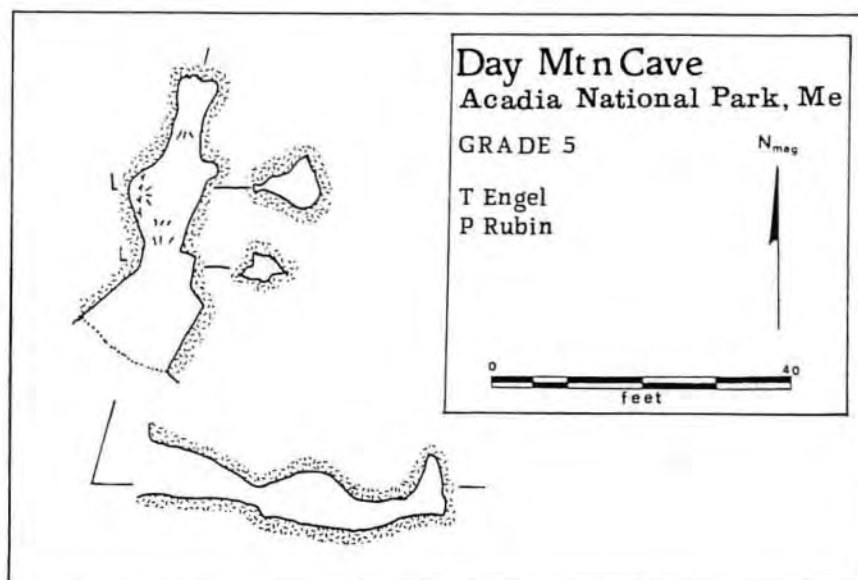 Day Mtn Cave
Acadia National Park, Me
GRADE 5
N mag
T Engel
P Rubin
0 40
feet
L
L